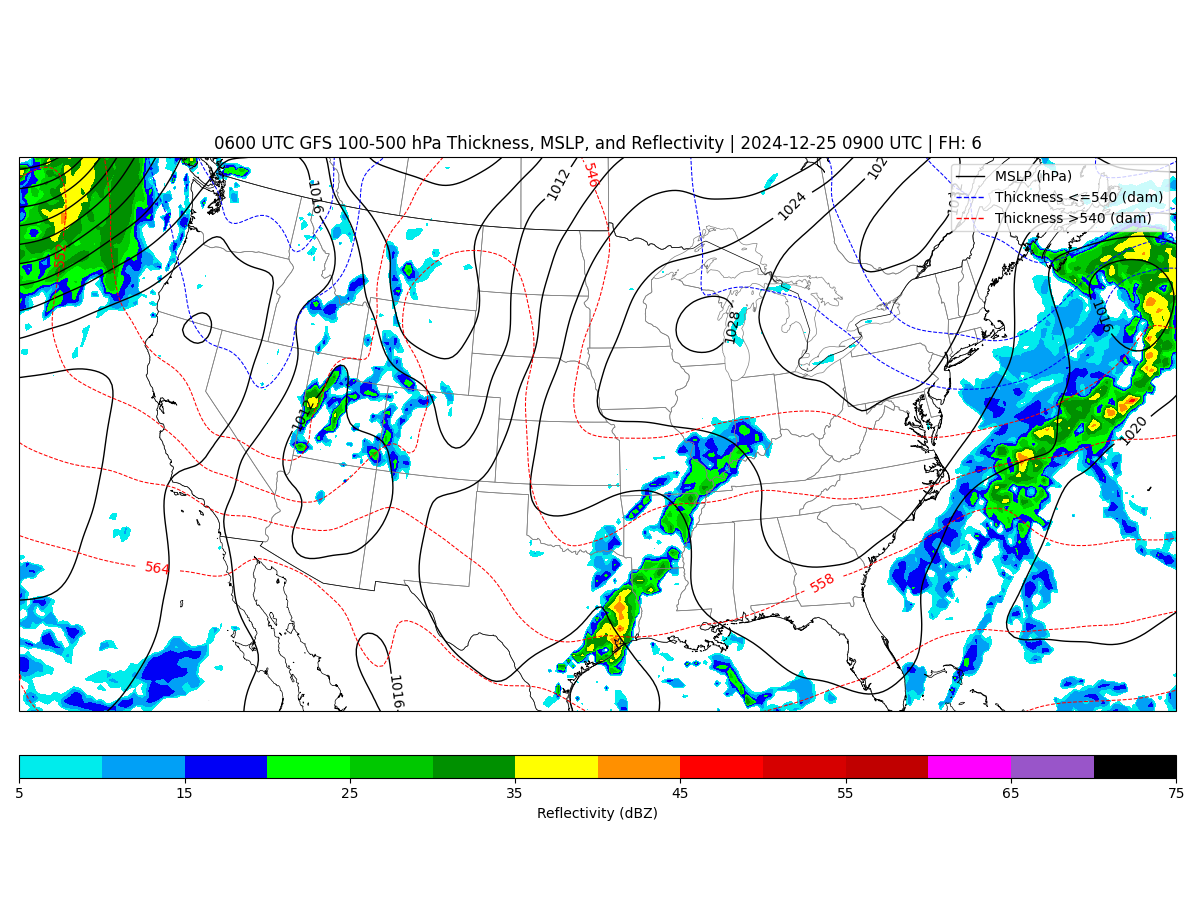 0600 UTC GFS 100-500 hPa Thickness, MSLP, and Reflectivity | 2024-12-25 0900 UTC | FH: 6
MSLP (hPa)
Thickness <=540 (dam)
Thickness >540 (dam)
1016
1012
546
1024
1028
1016
1020
1012
564
558
1016
5 15 25 35 45 55 65 75
Reflectivity (dBZ)